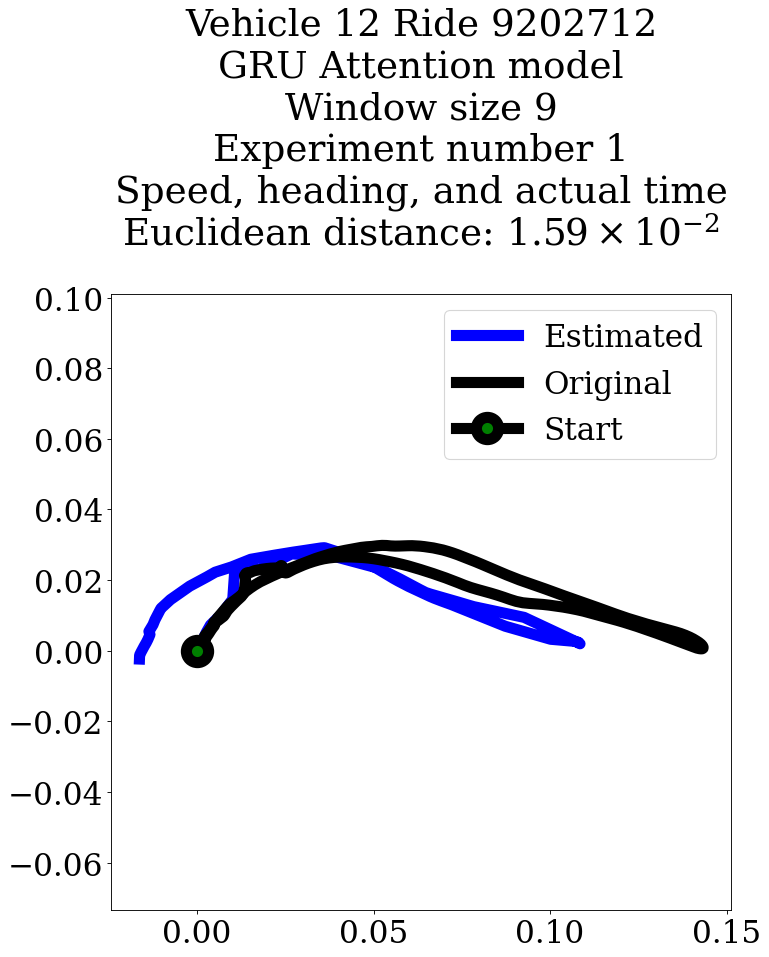 Vehicle 12 Ride 9202712
GRU Attention model
Window size 9
Experiment number 1
Speed, heading, and actual time
Euclidean distance: 1.59 × 10⁻²
0.10
0.08
0.06
0.04
0.02
0.00
−0.02
−0.04
−0.06
Estimated
Original
Start
0.00 0.05 0.10 0.15